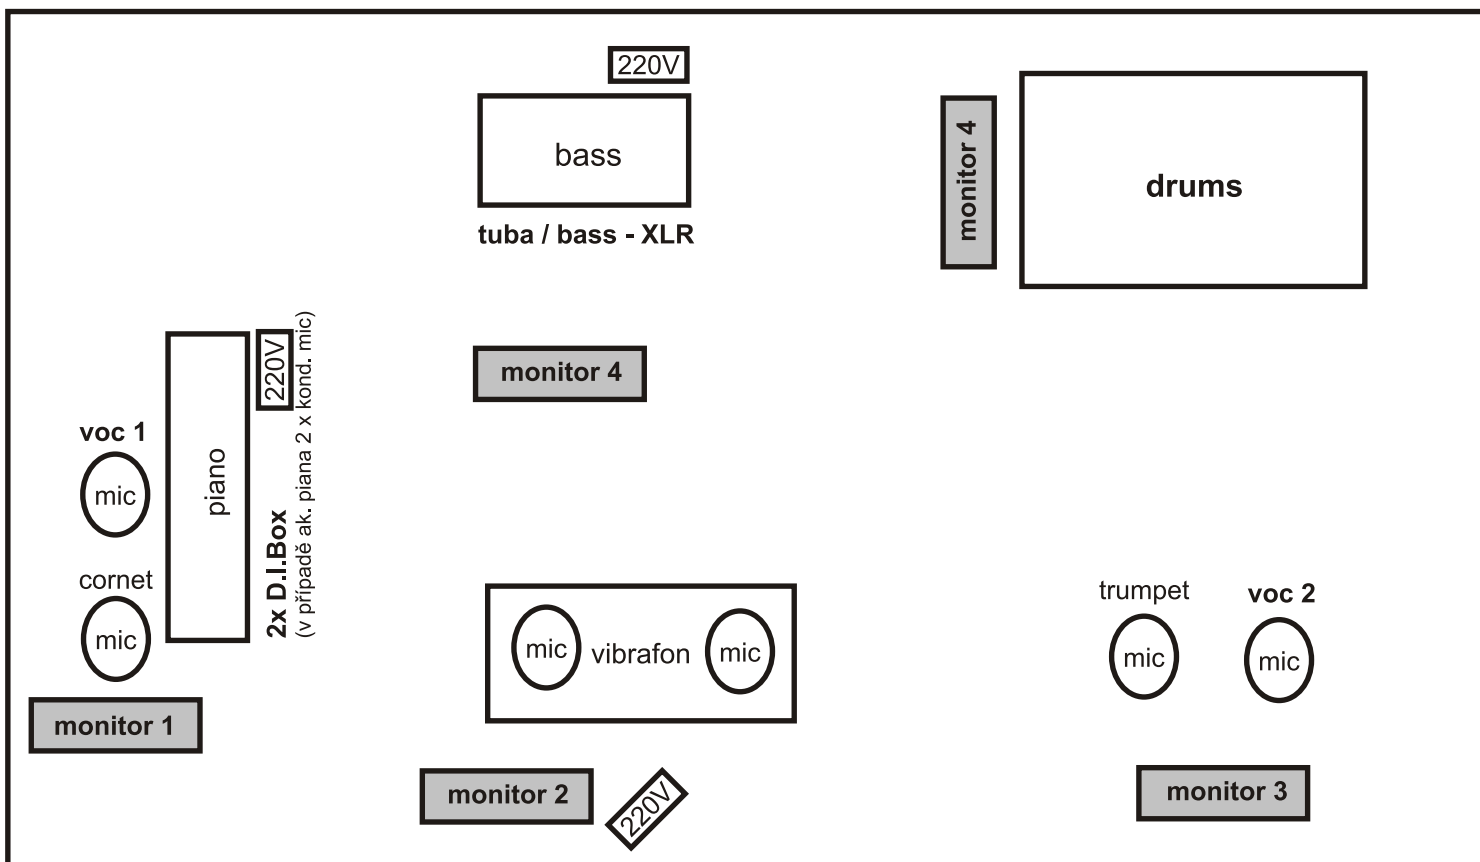 220V
bass
tuba / bass - XLR
monitor 4
drums
220V
monitor 4
voc 1
mic
piano
2x D.I.Box
(v případě ak. piana 2 x kond. mic)
cornet
mic
monitor 1
mic
vibrafon
mic
monitor 2
220V
trumpet
mic
voc 2
mic
monitor 3